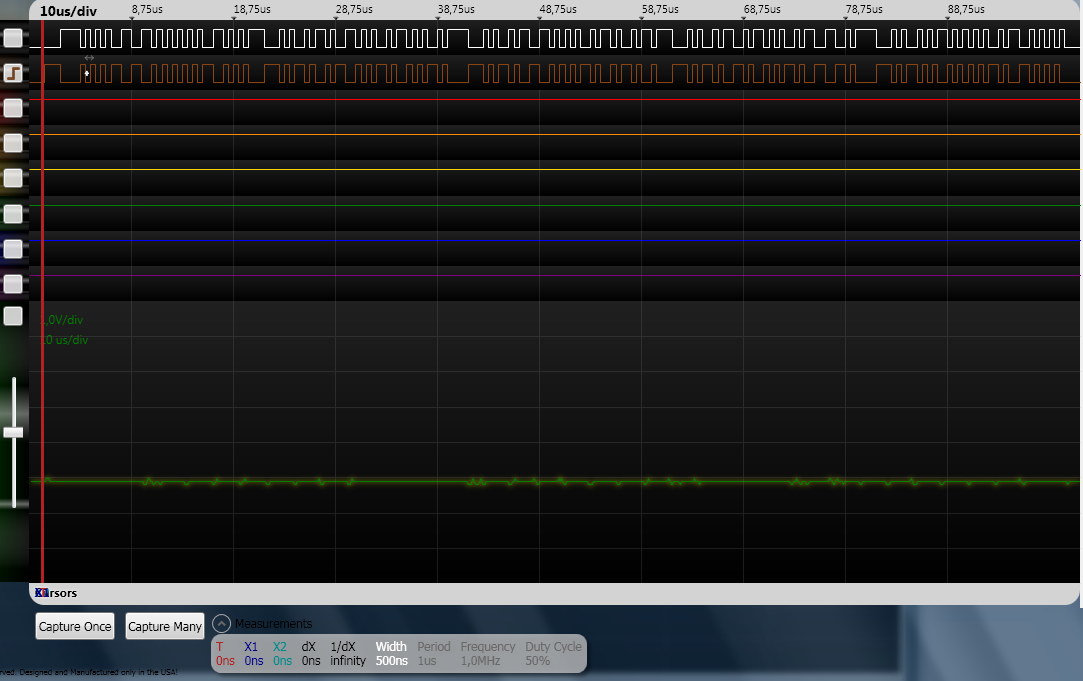 10us/div 8,75us 18,75us 28,75us 38,75us 48,75us 58,75us 68,75us 78,75us 88,75us
,0V/div
0 us/div
Cursors
Capture Once Capture Many Measurements
T X1 X2 dX 1/dX Width Period Frequency Duty Cycle
0ns 0ns 0ns 0ns infinity 500ns 1us 1,0MHz 50%
rved. Designed and Manufactured only in the USA!